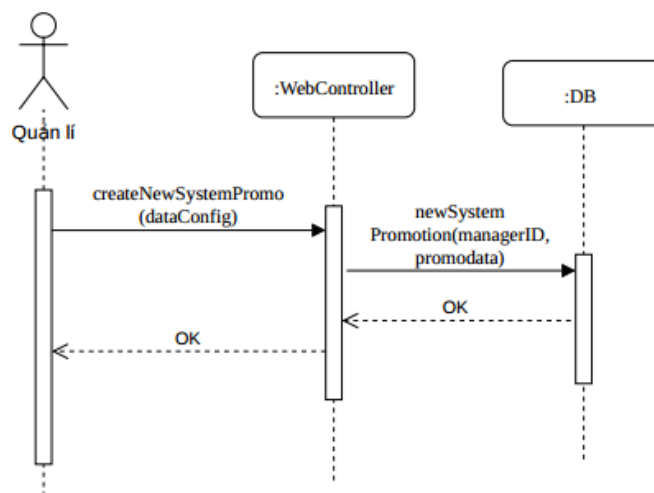 :WebController
:DB
Quản lí
createNewSystemPromo
(dataConfig)
newSystem
Promotion(managerID,
promodata)
OK
OK